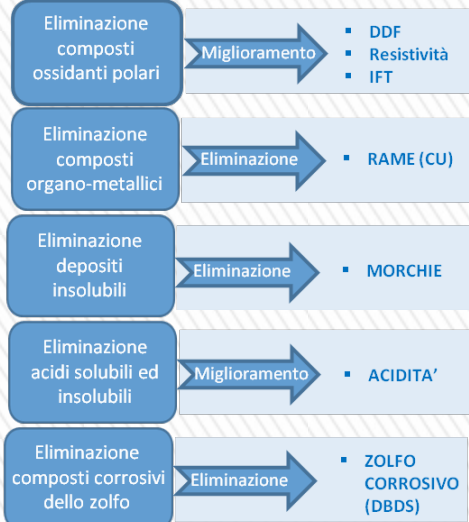 Eliminazione
composti
ossidanti polari
Miglioramento
▪ DDF
▪ Resistività
▪ IFT
Eliminazione
composti
organo-metallici
Eliminazione
▪ RAME (CU)
Eliminazione
depositi
insolubili
Eliminazione
▪ MORCHIE
Eliminazione
acidi solubili ed
insolubili
Miglioramento
▪ ACIDITA’
Eliminazione
composti corrosivi
dello zolfo
Eliminazione
▪ ZOLFO
CORROSIVO
(DBDS)